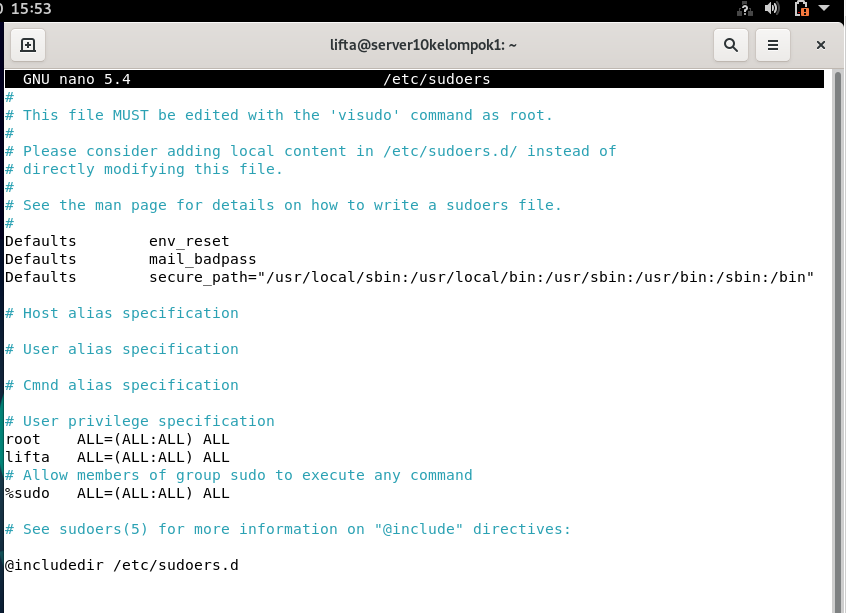 15:53
lifta@server10kelompok1: ~
GNU nano 5.4 /etc/sudoers
#
# This file MUST be edited with the 'visudo' command as root.
#
# Please consider adding local content in /etc/sudoers.d/ instead of
# directly modifying this file.
#
# See the man page for details on how to write a sudoers file.
#
Defaults        env_reset
Defaults        mail_badpass
Defaults        secure_path="/usr/local/sbin:/usr/local/bin:/usr/sbin:/usr/bin:/sbin:/bin"
# Host alias specification
# User alias specification
# Cmnd alias specification
# User privilege specification
root    ALL=(ALL:ALL) ALL
lifta   ALL=(ALL:ALL) ALL
# Allow members of group sudo to execute any command
%sudo   ALL=(ALL:ALL) ALL
# See sudoers(5) for more information on "@include" directives:
@includedir /etc/sudoers.d